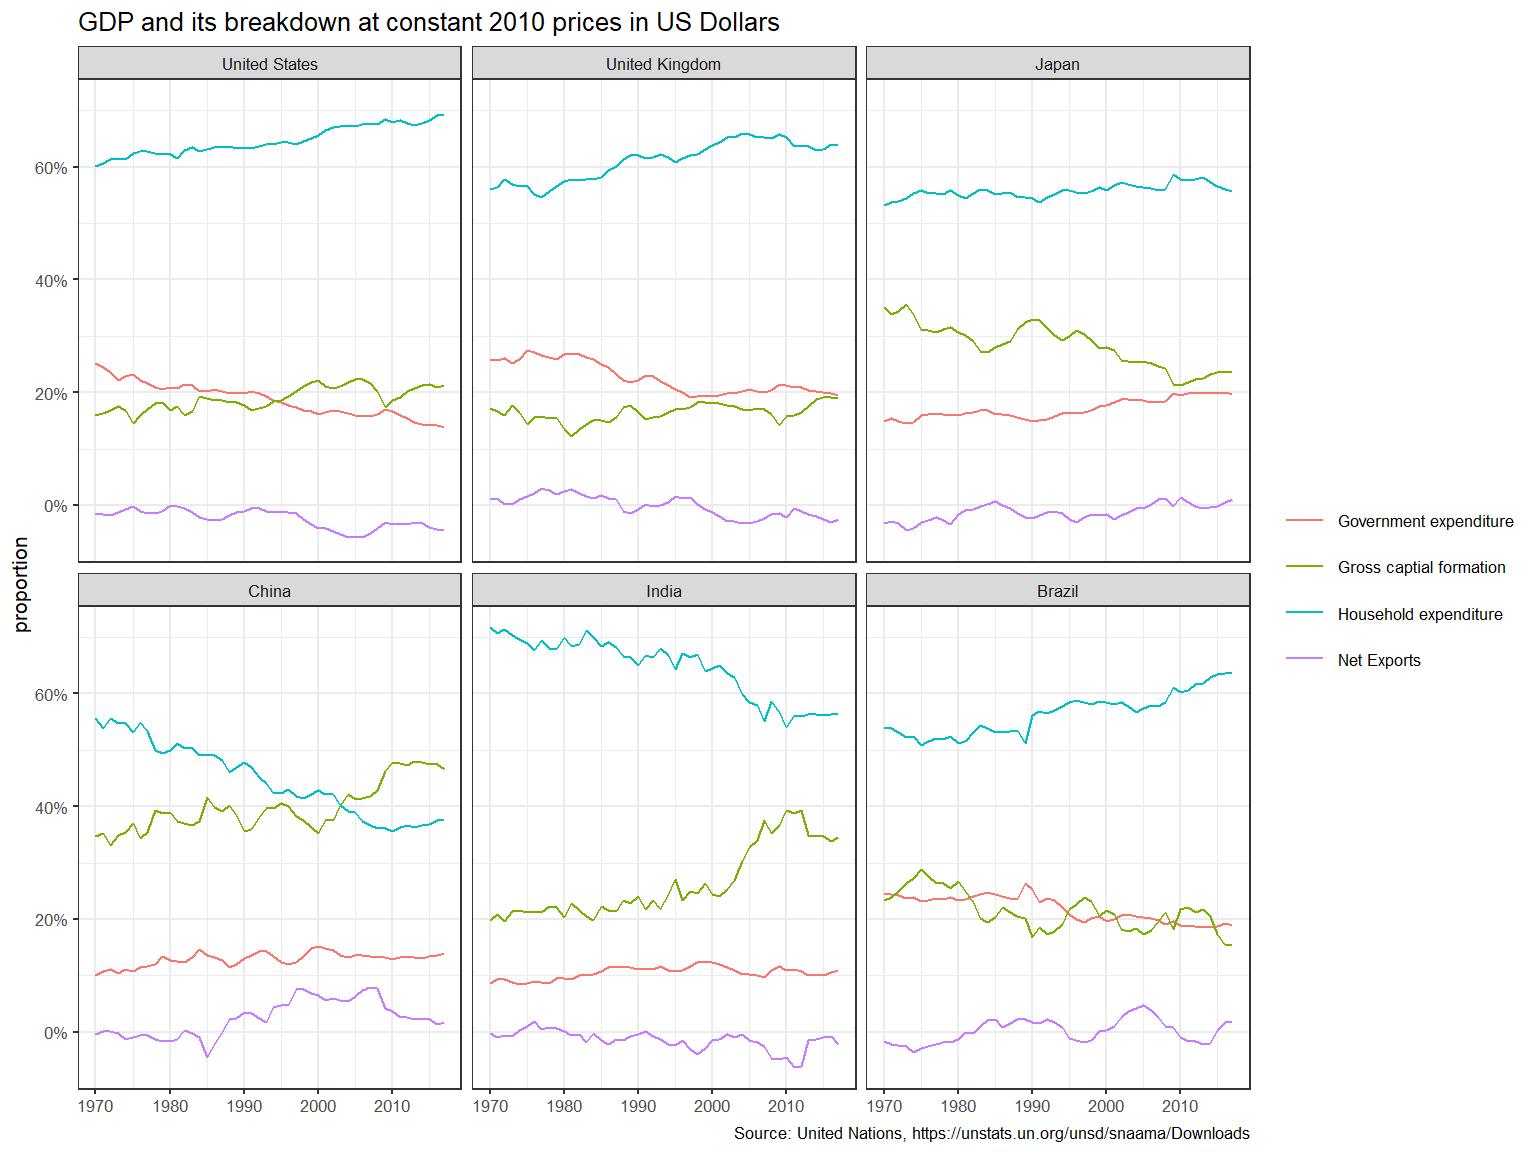 GDP and its breakdown at constant 2010 prices in US Dollars
United States
United Kingdom
Japan
60%
40%
20%
0%
proportion
Government expenditure
Gross captial formation
Household expenditure
Net Exports
China
India
Brazil
60%
40%
20%
0%
1970 1980 1990 2000 2010
1970 1980 1990 2000 2010
1970 1980 1990 2000 2010
Source: United Nations, https://unstats.un.org/unsd/snaama/Downloads